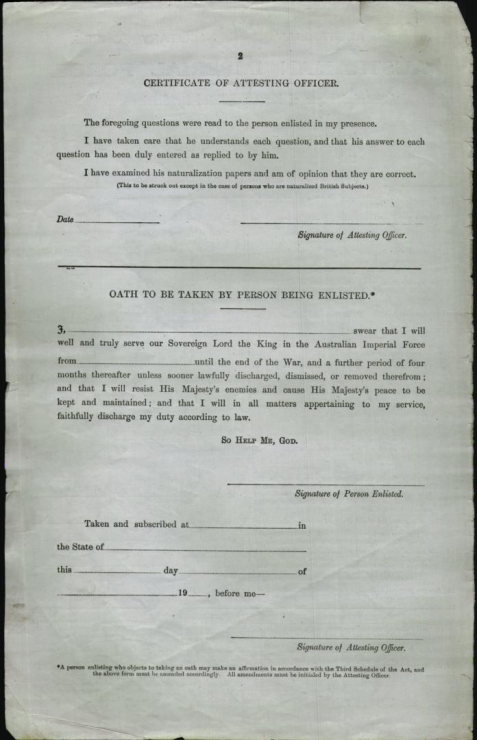 2
CERTIFICATE OF ATTESTING OFFICER.
The foregoing questions were read to the person enlisted in my presence.
I have taken care that he understands each question, and that his answer to each
question has been duly entered as replied to by him.
I have examined his naturalization papers and am of opinion that they are correct.
(This to be struck out except in the case of persons who are naturalized British Subjects.)
Date
Signature of Attesting Officer.
OATH TO BE TAKEN BY PERSON BEING ENLISTED.*
3, swear that I will
well and truly serve our Sovereign Lord the King in the Australian Imperial Force
from until the end of the War, and a further period of four
months thereafter unless sooner lawfully discharged, dismissed, or removed therefrom;
and that I will resist His Majesty's enemies and cause His Majesty's peace to be
kept and maintained; and that I will in all matters appertaining to my service,
faithfully discharge my duty according to law.
So Help Me, God.
Signature of Person Enlisted.
Taken and subscribed at in
the State of
this day of
19 , before me—
Signature of Attesting Officer.
*A person enlisting who objects to taking an oath may make an affirmation in accordance with the Third Schedule of the Act, and
the above form must be amended accordingly. All amendments must be initialed by the Attesting Officer.